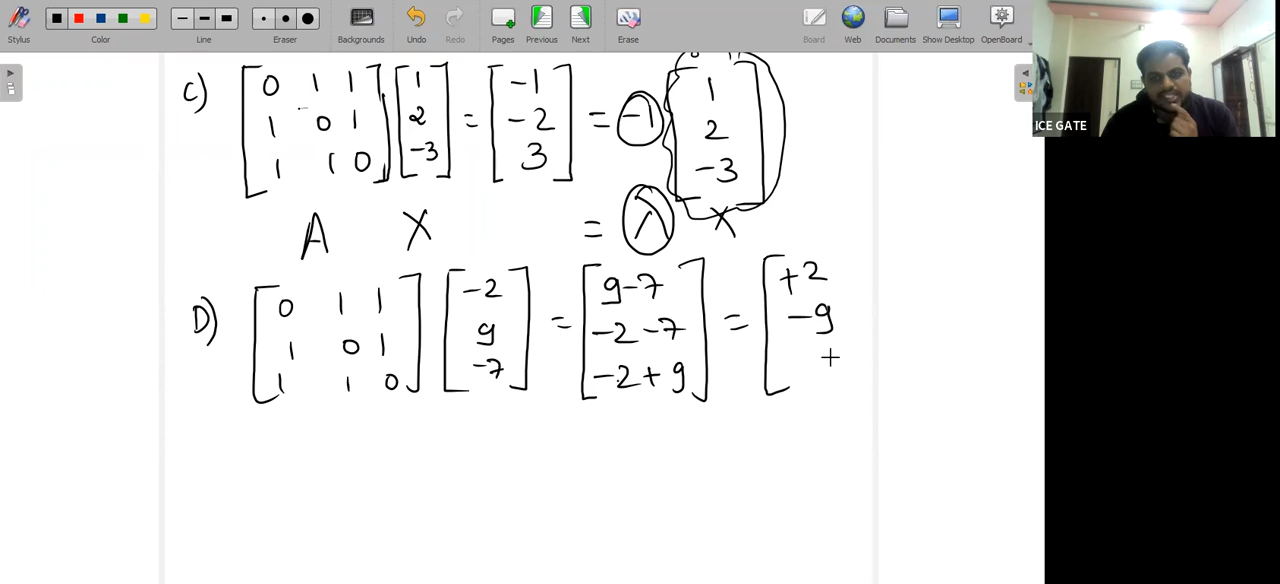 Stylus Color Line Eraser Backgrounds Undo Redo Pages Previous Next Erase Board Web Documents Show Desktop OpenBoard
ICE GATE
C) [0 1 1; 1 0 1; 1 1 0] [1; 2; -3] = [-1; -2; 3] = -1 [1; 2; -3]
A X = λ X
D) [0 1 1; 1 0 1; 1 1 0] [-2; 9; -7] = [9-7; -2-7; -2+9] = [+2; -9; +